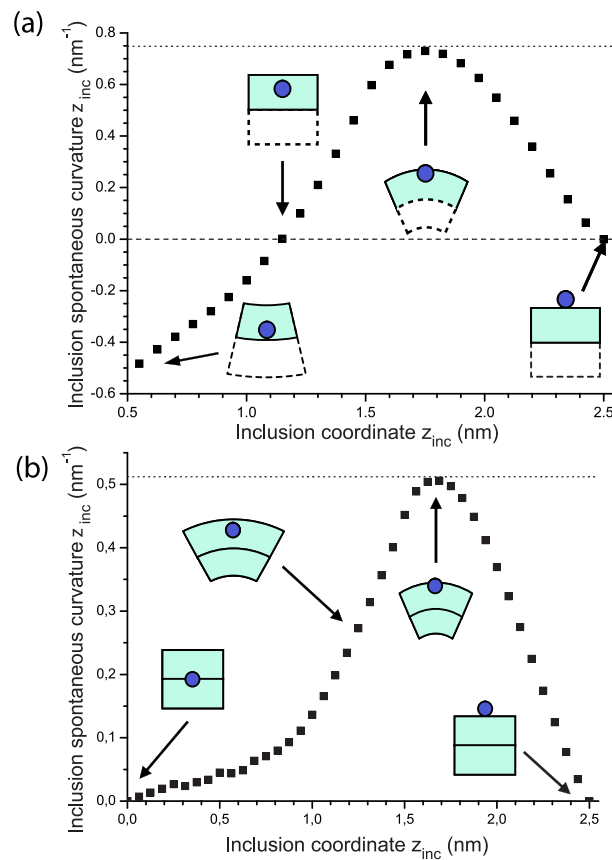 (a)
Inclusion spontaneous curvature z_inc (nm⁻¹)
0.8
0.6
0.4
0.2
0.0
-0.2
-0.4
-0.6
0.5 1.0 1.5 2.0 2.5
Inclusion coordinate z_inc (nm)
(b)
Inclusion spontaneous curvature z_inc (nm⁻¹)
0,5
0,4
0,3
0,2
0,1
0,0
0,0 0,5 1,0 1,5 2,0 2,5
Inclusion coordinate z_inc (nm)